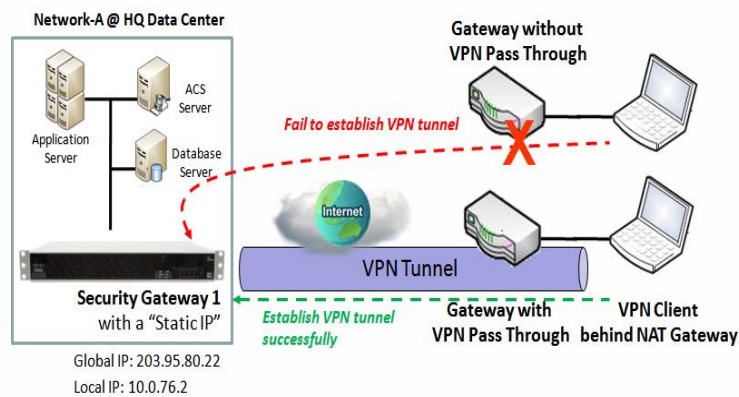 Network-A @ HQ Data Center
Application
Server
ACS
Server
Database
Server
Security Gateway 1
with a “Static IP”
Global IP: 203.95.80.22
Local IP: 10.0.76.2
Gateway without
VPN Pass Through
Fail to establish VPN tunnel
X
Internet
VPN Tunnel
Establish VPN tunnel
successfully
Gateway with
VPN Pass Through
VPN Client
behind NAT Gateway